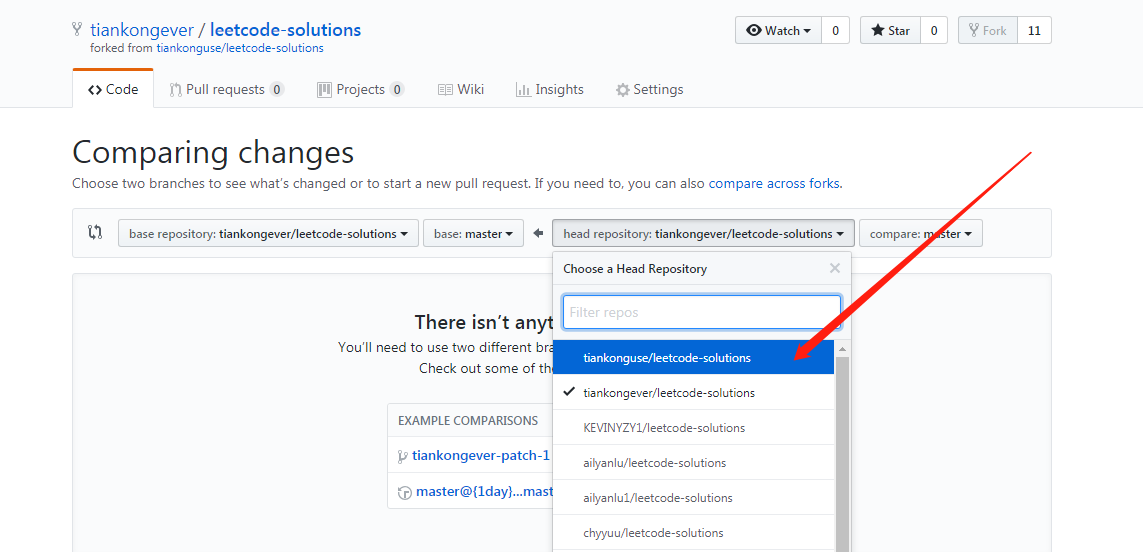 tiankongever / leetcode-solutions
forked from tiankonguse/leetcode-solutions
Watch 0 Star 0 Fork 11
Code Pull requests 0 Projects 0 Wiki Insights Settings
Comparing changes
Choose two branches to see what's changed or to start a new pull request. If you need to, you can also compare across forks.
base repository: tiankongever/leetcode-solutions base: master head repository: tiankongever/leetcode-solutions compare: master
Choose a Head Repository
Filter repos
There isn't anyt
You'll need to use two different bra
Check out some of the
tiankonguse/leetcode-solutions
tiankongever/leetcode-solutions
EXAMPLE COMPARISONS
KEVINYZY1/leetcode-solutions
tiankongever-patch-1
ailyanlu/leetcode-solutions
master@{1day}...mast
ailyanlu1/leetcode-solutions
chyyuu/leetcode-solutions